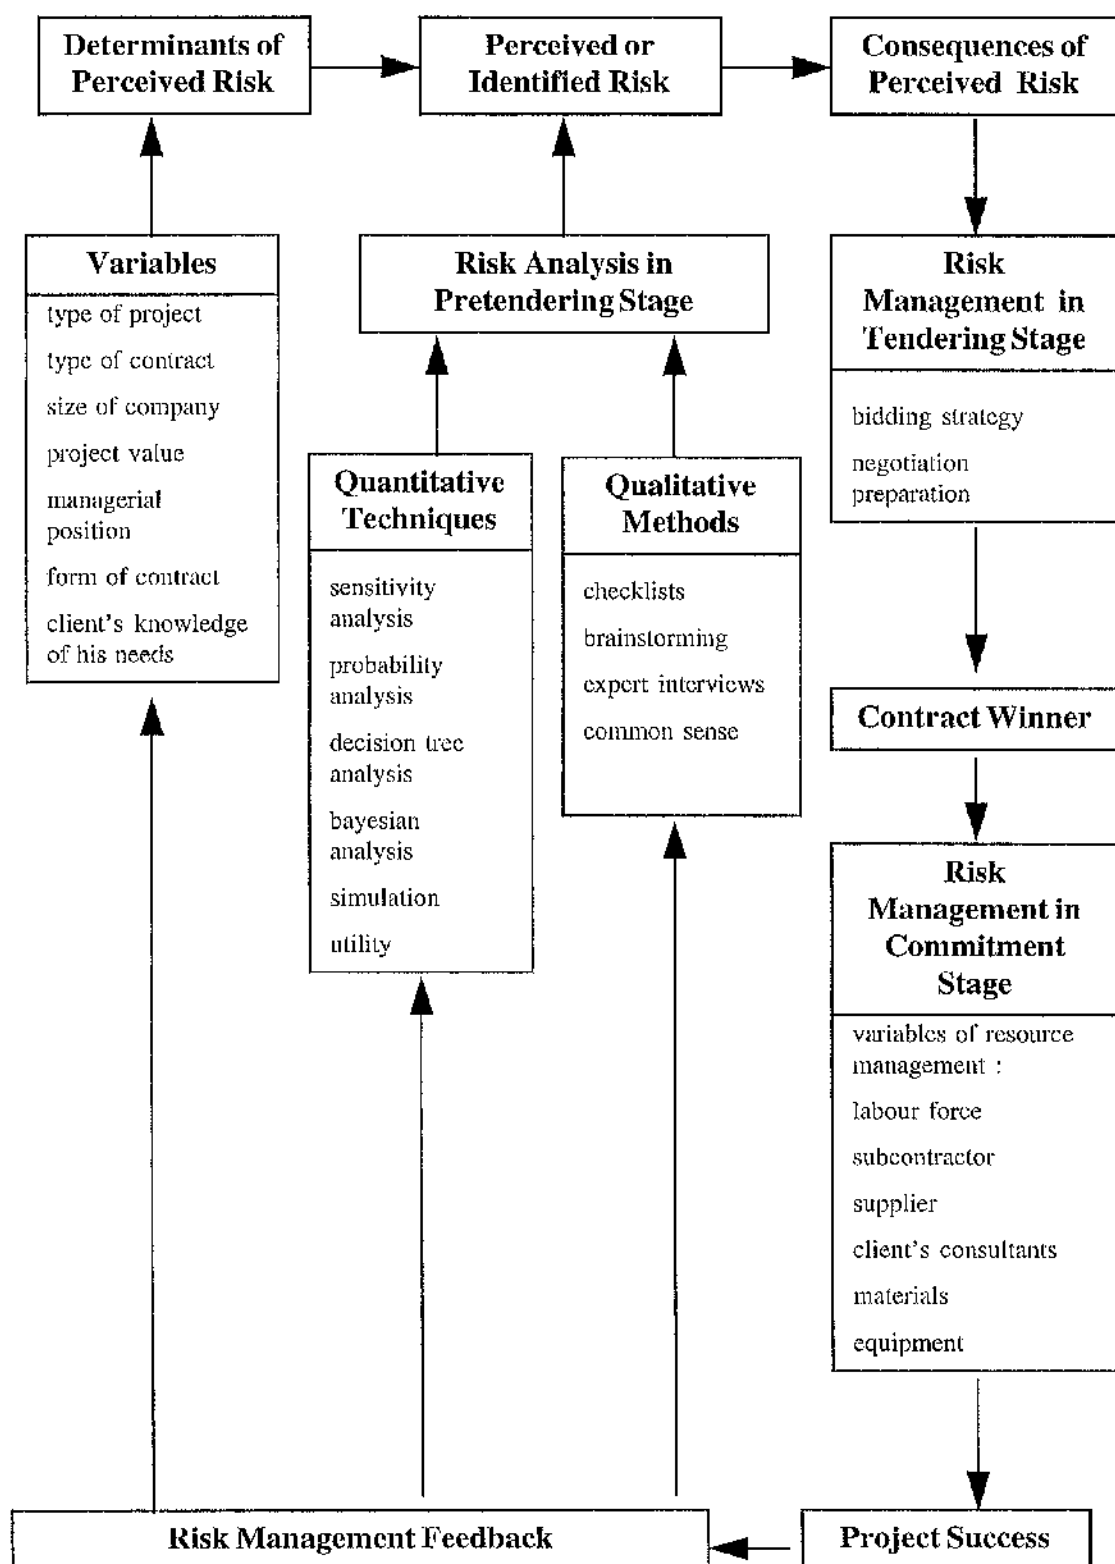 Determinants of
Perceived Risk
Perceived or
Identified Risk
Consequences of
Perceived Risk
Variables
type of project
type of contract
size of company
project value
managerial
position
form of contract
client's knowledge
of his needs
Risk Analysis in
Pretendering Stage
Quantitative
Techniques
sensitivity
analysis
probability
analysis
decision tree
analysis
bayesian
analysis
simulation
utility
Qualitative
Methods
checklists
brainstorming
expert interviews
common sense
Risk
Management in
Tendering Stage
bidding strategy
negotiation
preparation
Contract Winner
Risk
Management in
Commitment
Stage
variables of resource
management :
labour force
subcontractor
supplier
client's consultants
materials
equipment
Risk Management Feedback
Project Success